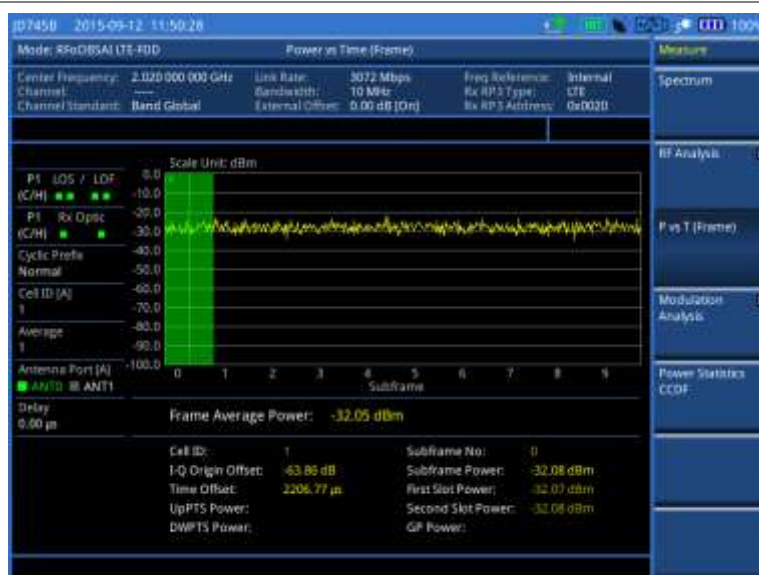 JD745B 2015-09-12 11:50:28 100%
Mode: RFoOBSAI LTE-FDD Power vs Time (Frame) Measure
Center Frequency: 2.020 000 000 GHz Link Rate: 3072 Mbps Freq Reference: Internal
Channel: ---- Bandwidth: 10 MHz Rx RP3 Type: LTE
Channel Standard: Band Global External Offset: 0.00 dB [On] Rx RP3 Address: 0x0020
Spectrum
RF Analysis
P vs T (Frame)
Modulation Analysis
Power Statistics CCDF
Scale Unit: dBm
P1 LOS / LOF
(C/H)
P1 Rx Optic
(C/H)
Cyclic Prefix
Normal
Cell ID [A]
1
Average
1
Antenna Port [A]
ANT0 ANT1
Delay
0.00 µs
0.0
-10.0
-20.0
-30.0
-40.0
-50.0
-60.0
-70.0
-80.0
-90.0
-100.0
0 1 2 3 4 5 6 7 8 9
Subframe
Frame Average Power: -32.05 dBm
Cell ID: 1 Subframe No: 0
I-Q Origin Offset: -63.86 dB Subframe Power: -32.08 dBm
Time Offset: 2206.77 µs First Slot Power: -32.07 dBm
UpPTS Power: Second Slot Power: -32.08 dBm
DWPTS Power: GP Power: